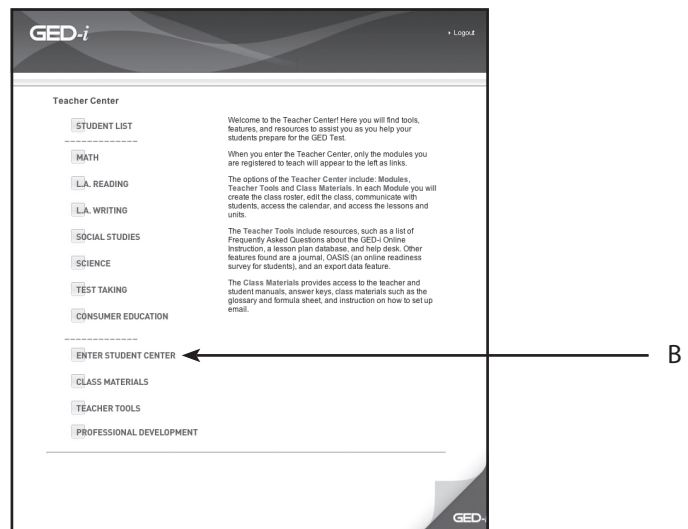 GED-i
Logout
Teacher Center
STUDENT LIST
MATH
L.A. READING
L.A. WRITING
SOCIAL STUDIES
SCIENCE
TEST TAKING
CONSUMER EDUCATION
ENTER STUDENT CENTER
CLASS MATERIALS
TEACHER TOOLS
PROFESSIONAL DEVELOPMENT
Welcome to the Teacher Center! Here you will find tools,
features, and resources to assist you as you help your
students prepare for the GED Test.
When you enter the Teacher Center, only the modules you
are registered to teach will appear to the left as links.
The options of the Teacher Center include: Modules,
Teacher Tools and Class Materials. In each Module you will
create the class roster, edit the class, communicate with
students, access the calendar, and access the lessons and
units.
The Teacher Tools include resources, such as a list of
Frequently Asked Questions about the GED-i Online
Instruction, a lesson plan database, and help desk. Other
features found are a journal, OASIS (an online readiness
survey for students), and an export data feature.
The Class Materials provides access to the teacher and
student manuals, answer keys, class materials such as the
glossary and formula sheet, and instruction on how to set up
email.
B
GED-i